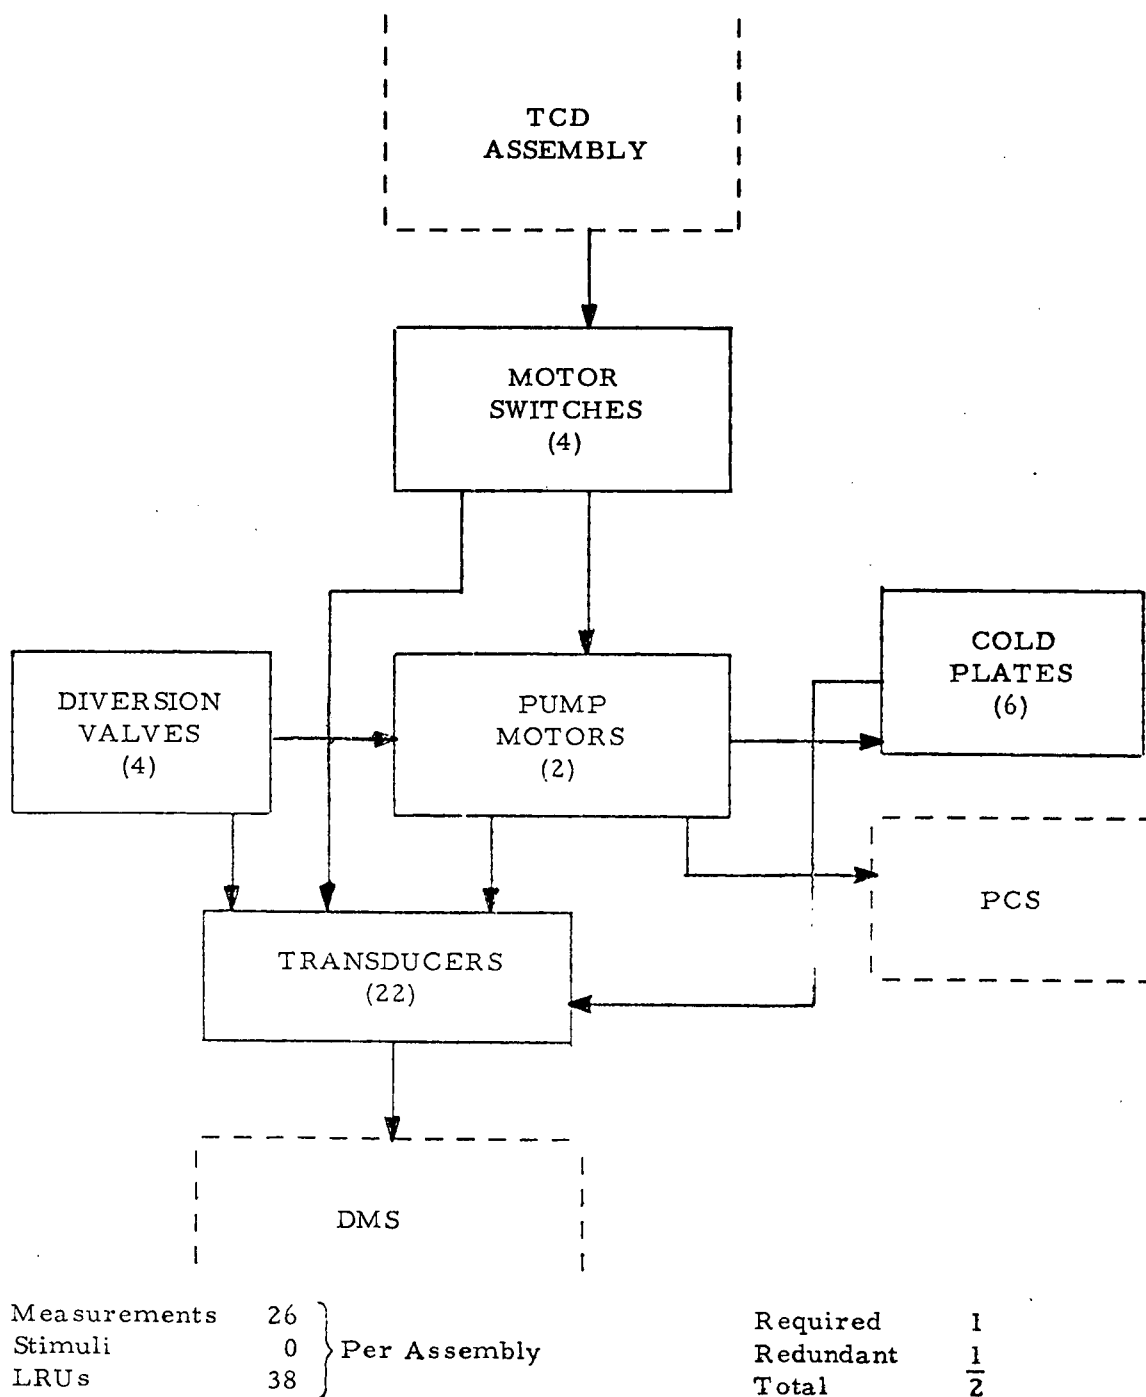 TCD
ASSEMBLY
MOTOR
SWITCHES
(4)
DIVERSION
VALVES
(4)
PUMP
MOTORS
(2)
COLD
PLATES
(6)
PCS
TRANSDUCERS
(22)
DMS
Measurements 26
Stimuli 0
LRUs 38
Per Assembly
Required 1
Redundant 1
Total 2